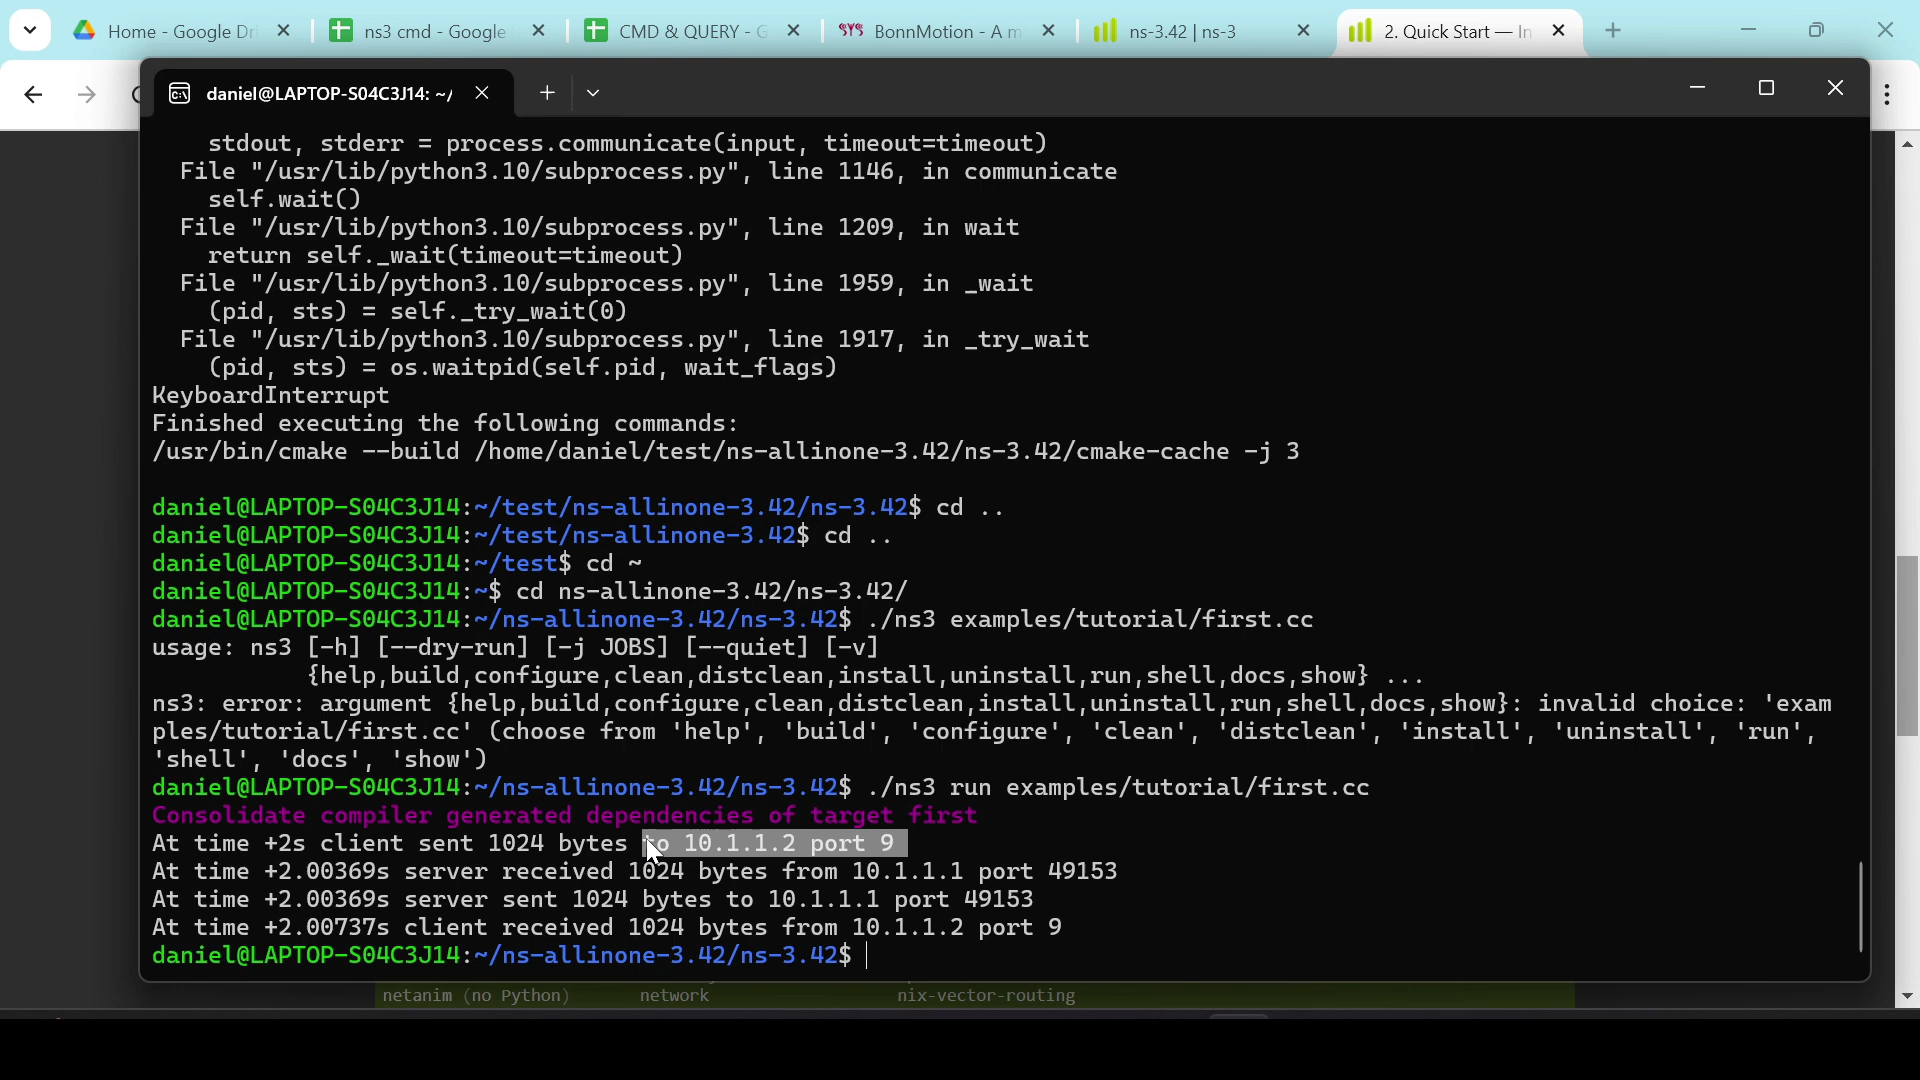 Home - Google Dri
ns3 cmd - Google
CMD & QUERY - G
BonnMotion - A m
ns-3.42 | ns-3
2. Quick Start — In
daniel@LAPTOP-S04C3J14: ~/
stdout, stderr = process.communicate(input, timeout=timeout)
File "/usr/lib/python3.10/subprocess.py", line 1146, in communicate
self.wait()
File "/usr/lib/python3.10/subprocess.py", line 1209, in wait
return self._wait(timeout=timeout)
File "/usr/lib/python3.10/subprocess.py", line 1959, in _wait
(pid, sts) = self._try_wait(0)
File "/usr/lib/python3.10/subprocess.py", line 1917, in _try_wait
(pid, sts) = os.waitpid(self.pid, wait_flags)
KeyboardInterrupt
Finished executing the following commands:
/usr/bin/cmake --build /home/daniel/test/ns-allinone-3.42/ns-3.42/cmake-cache -j 3
daniel@LAPTOP-S04C3J14:~/test/ns-allinone-3.42/ns-3.42$ cd ..
daniel@LAPTOP-S04C3J14:~/test/ns-allinone-3.42$ cd ..
daniel@LAPTOP-S04C3J14:~/test$ cd ~
daniel@LAPTOP-S04C3J14:~$ cd ns-allinone-3.42/ns-3.42/
daniel@LAPTOP-S04C3J14:~/ns-allinone-3.42/ns-3.42$ ./ns3 examples/tutorial/first.cc
usage: ns3 [-h] [--dry-run] [-j JOBS] [--quiet] [-v]
{help,build,configure,clean,distclean,install,uninstall,run,shell,docs,show} ...
ns3: error: argument {help,build,configure,clean,distclean,install,uninstall,run,shell,docs,show}: invalid choice: 'exam
ples/tutorial/first.cc' (choose from 'help', 'build', 'configure', 'clean', 'distclean', 'install', 'uninstall', 'run',
'shell', 'docs', 'show')
daniel@LAPTOP-S04C3J14:~/ns-allinone-3.42/ns-3.42$ ./ns3 run examples/tutorial/first.cc
Consolidate compiler generated dependencies of target first
At time +2s client sent 1024 bytes to 10.1.1.2 port 9
At time +2.00369s server received 1024 bytes from 10.1.1.1 port 49153
At time +2.00369s server sent 1024 bytes to 10.1.1.1 port 49153
At time +2.00737s client received 1024 bytes from 10.1.1.2 port 9
daniel@LAPTOP-S04C3J14:~/ns-allinone-3.42/ns-3.42$
netanim (no Python) network nix-vector-routing